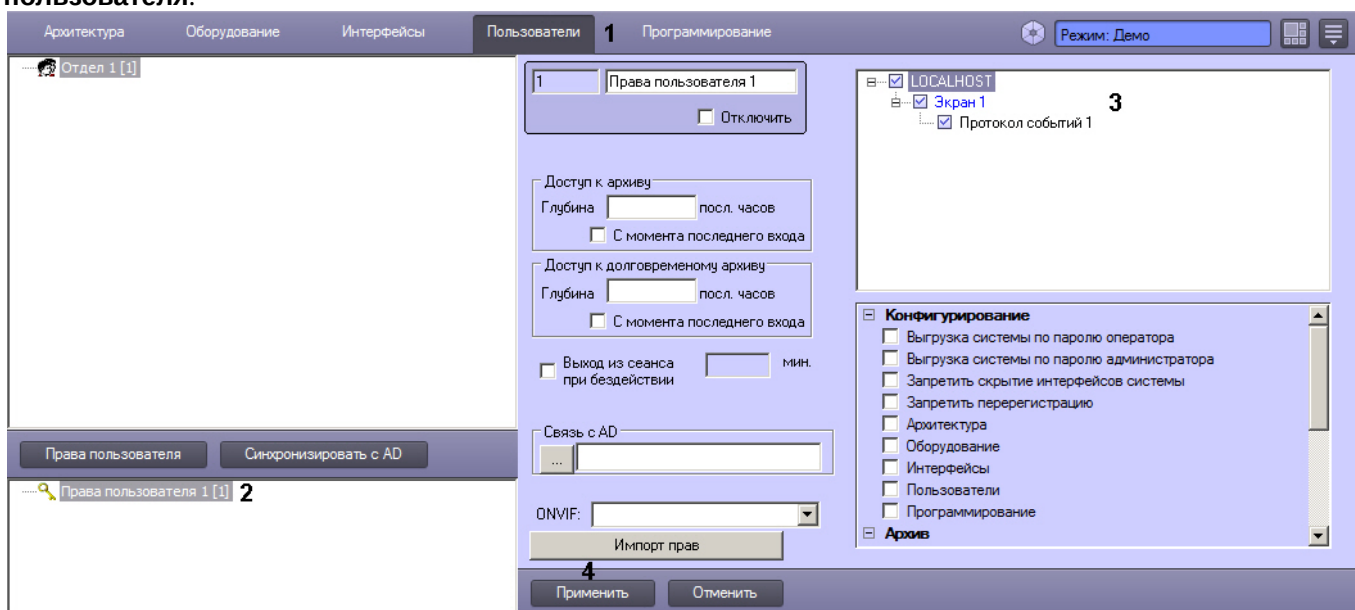 пользователя.
Архитектура Оборудование Интерфейсы Пользователи 1 Программирование Режим: Демо
Отдел 1 [1]
1 Права пользователя 1
Отключить
Доступ к архиву
Глубина посл. часов
С момента последнего входа
Доступ к долговременому архиву
Глубина посл. часов
С момента последнего входа
Выход из сеанса при бездействии мин.
Связь с AD
...
ONVIF:
Импорт прав
4
Применить Отменить
LOCALHOST
Экран 1 3
Протокол событий 1
Конфигурирование
Выгрузка системы по паролю оператора
Выгрузка системы по паролю администратора
Запретить скрытие интерфейсов системы
Запретить перерегистрацию
Архитектура
Оборудование
Интерфейсы
Пользователи
Программирование
Архив
Права пользователя Синхронизировать с AD
Права пользователя 1 [1] 2